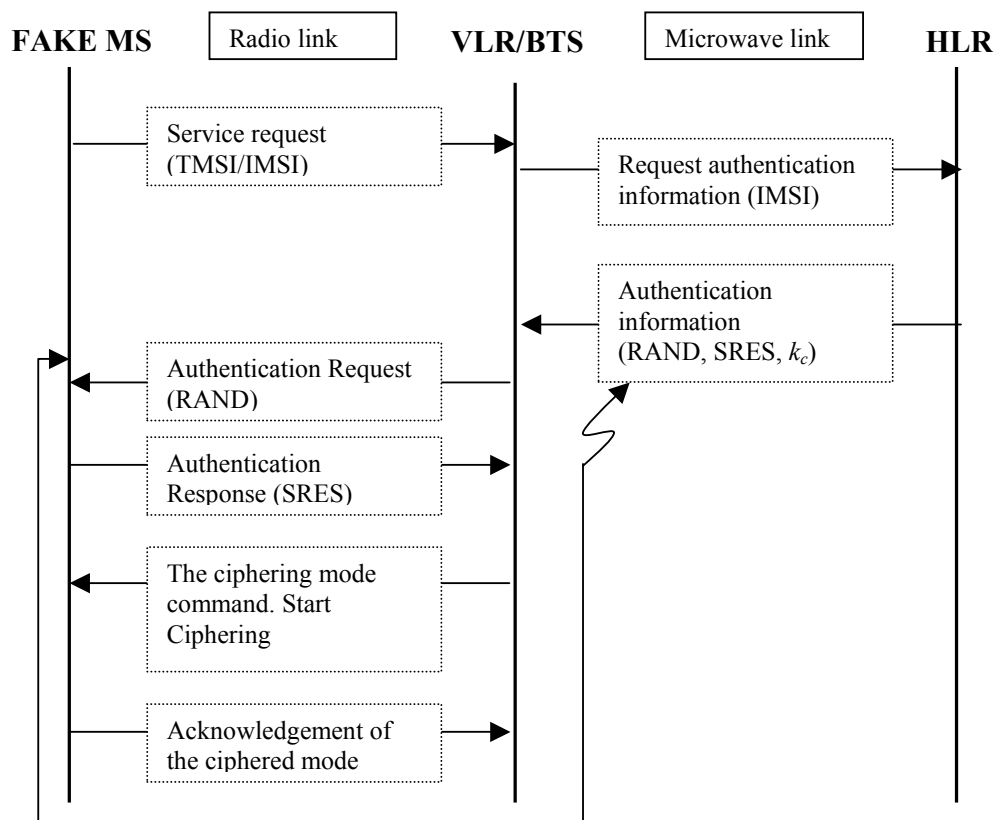 FAKE MS
Radio link
VLR/BTS
Microwave link
HLR
Service request
(TMSI/IMSI)
Request authentication
information (IMSI)
Authentication
information
(RAND, SRES, kc)
Authentication Request
(RAND)
Authentication
Response (SRES)
The ciphering mode
command. Start
Ciphering
Acknowledgement of
the ciphered mode